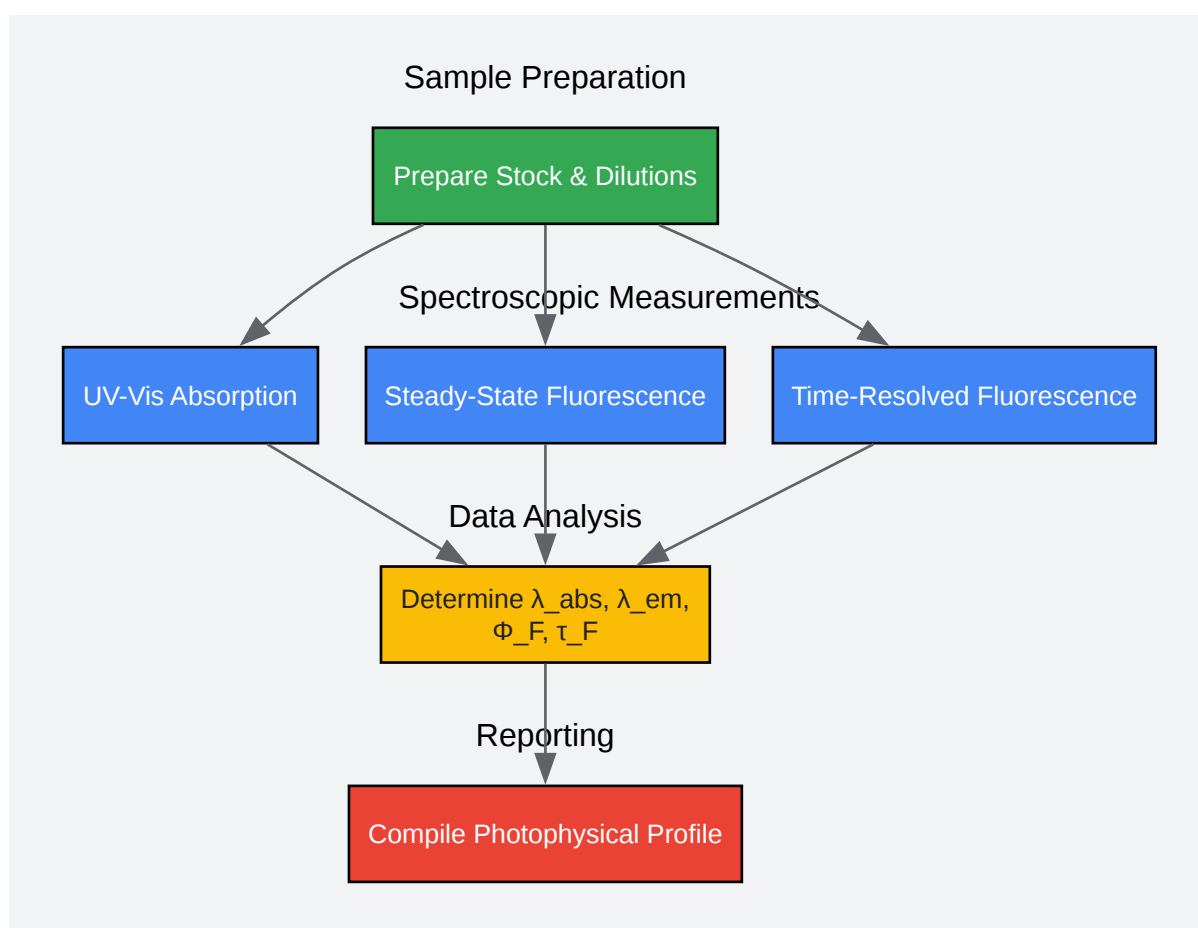 Sample Preparation
Prepare Stock & Dilutions
Spectroscopic Measurements
UV-Vis Absorption
Steady-State Fluorescence
Time-Resolved Fluorescence
Data Analysis
Determine λ_abs, λ_em,
Φ_F, τ_F
Reporting
Compile Photophysical Profile